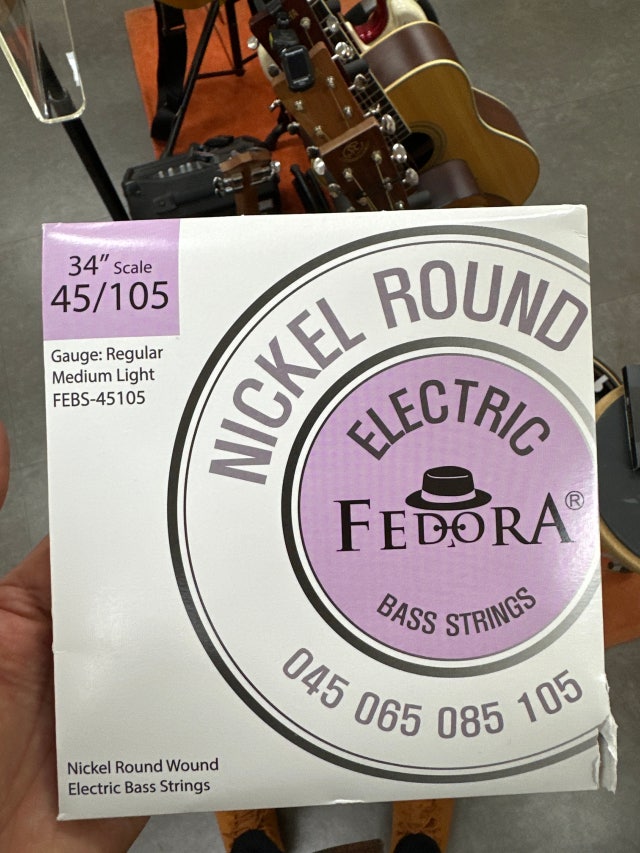 34" Scale
45/105
Gauge: Regular
Medium Light
FEBS-45105
NICKEL ROUND
ELECTRIC
FEDORA®
BASS STRINGS
045 065 085 105
Nickel Round Wound
Electric Bass Strings